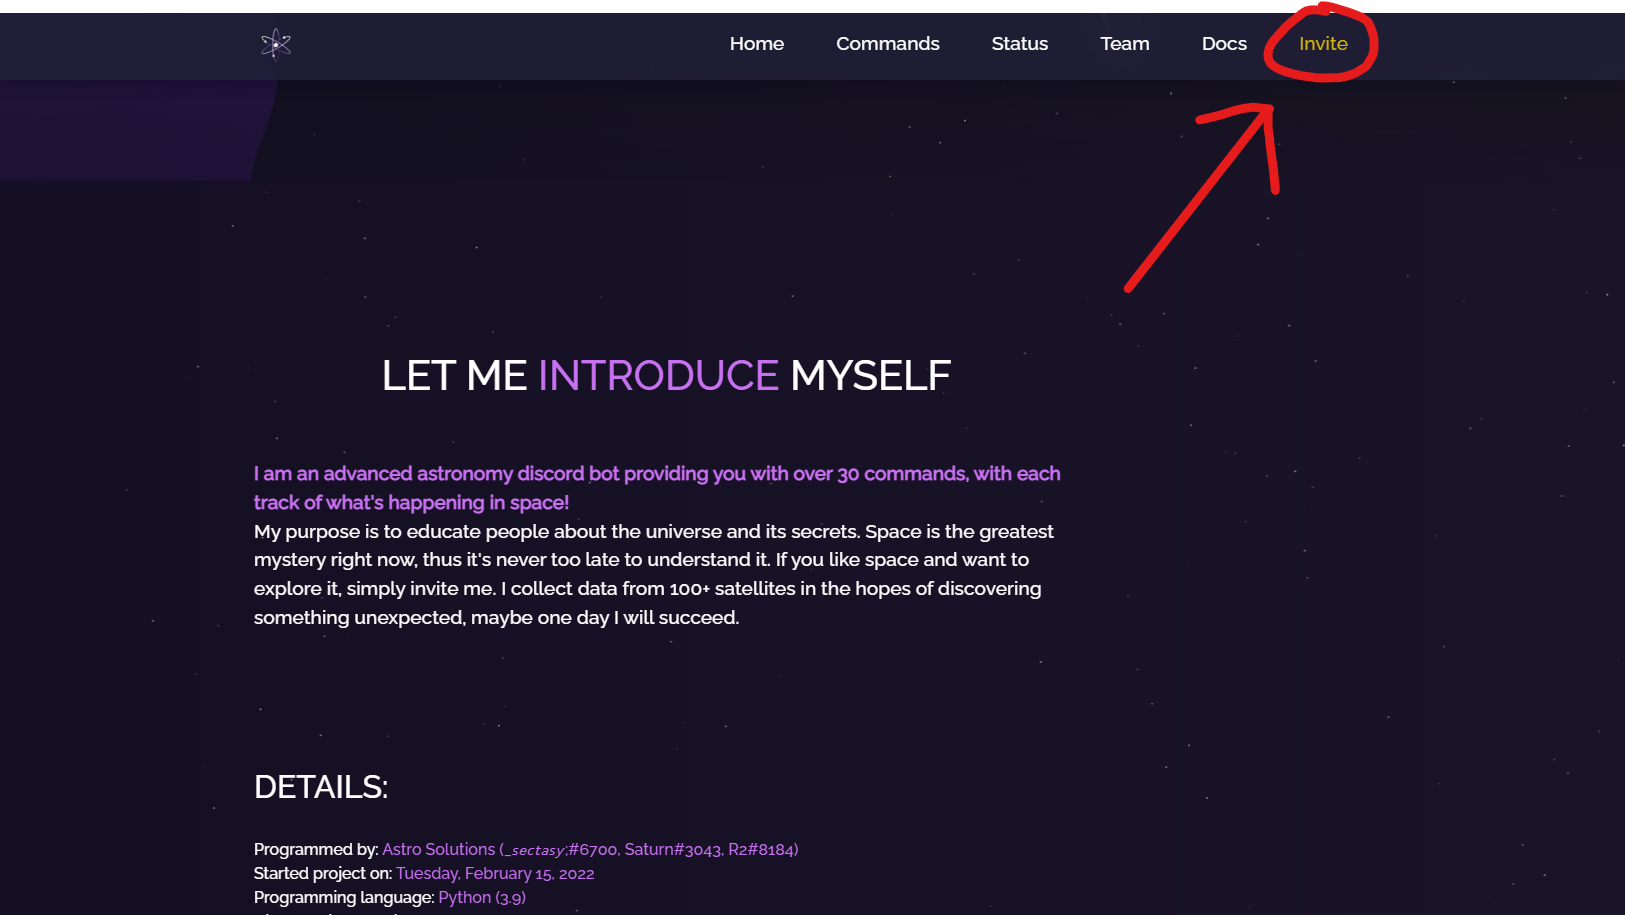 Home Commands Status Team Docs Invite
LET ME INTRODUCE MYSELF
I am an advanced astronomy discord bot providing you with over 30 commands, with each
track of what's happening in space!
My purpose is to educate people about the universe and its secrets. Space is the greatest
mystery right now, thus it's never too late to understand it. If you like space and want to
explore it, simply invite me. I collect data from 100+ satellites in the hopes of discovering
something unexpected, maybe one day I will succeed.
DETAILS:
Programmed by: Astro Solutions (_sectasy;#6700, Saturn#3043, R2#8184)
Started project on: Tuesday, February 15, 2022
Programming language: Python (3.9)